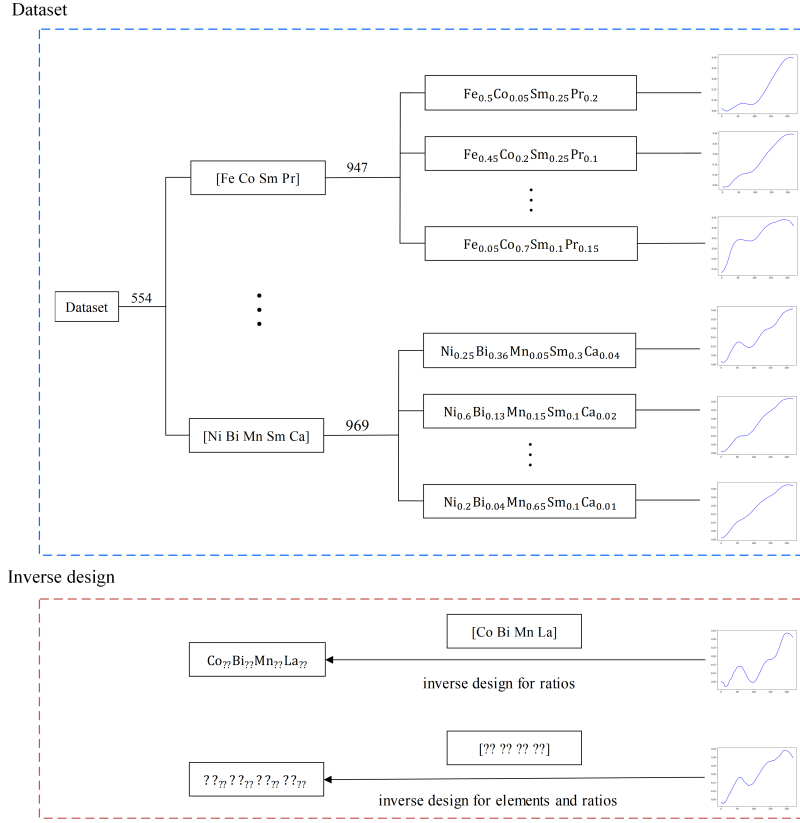 Dataset
Fe0.5Co0.05Sm0.25Pr0.2
947
Fe0.45Co0.2Sm0.25Pr0.1
[Fe Co Sm Pr]
Fe0.05Co0.7Sm0.1Pr0.15
Dataset
554
Ni0.25Bi0.36Mn0.05Sm0.3Ca0.04
Ni0.6Bi0.13Mn0.15Sm0.1Ca0.02
969
[Ni Bi Mn Sm Ca]
Ni0.2Bi0.04Mn0.65Sm0.1Ca0.01
Inverse design
[Co Bi Mn La]
Co??Bi??Mn??La??
inverse design for ratios
[?? ?? ?? ??]
???? ???? ???? ????
inverse design for elements and ratios